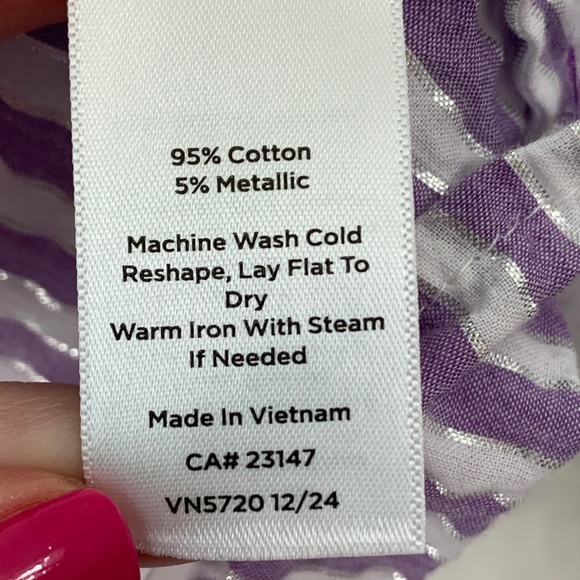 95% Cotton
5% Metallic
Machine Wash Cold
Reshape, Lay Flat To
Dry
Warm Iron With Steam
If Needed
Made In Vietnam
CA# 23147
VN5720 12/24